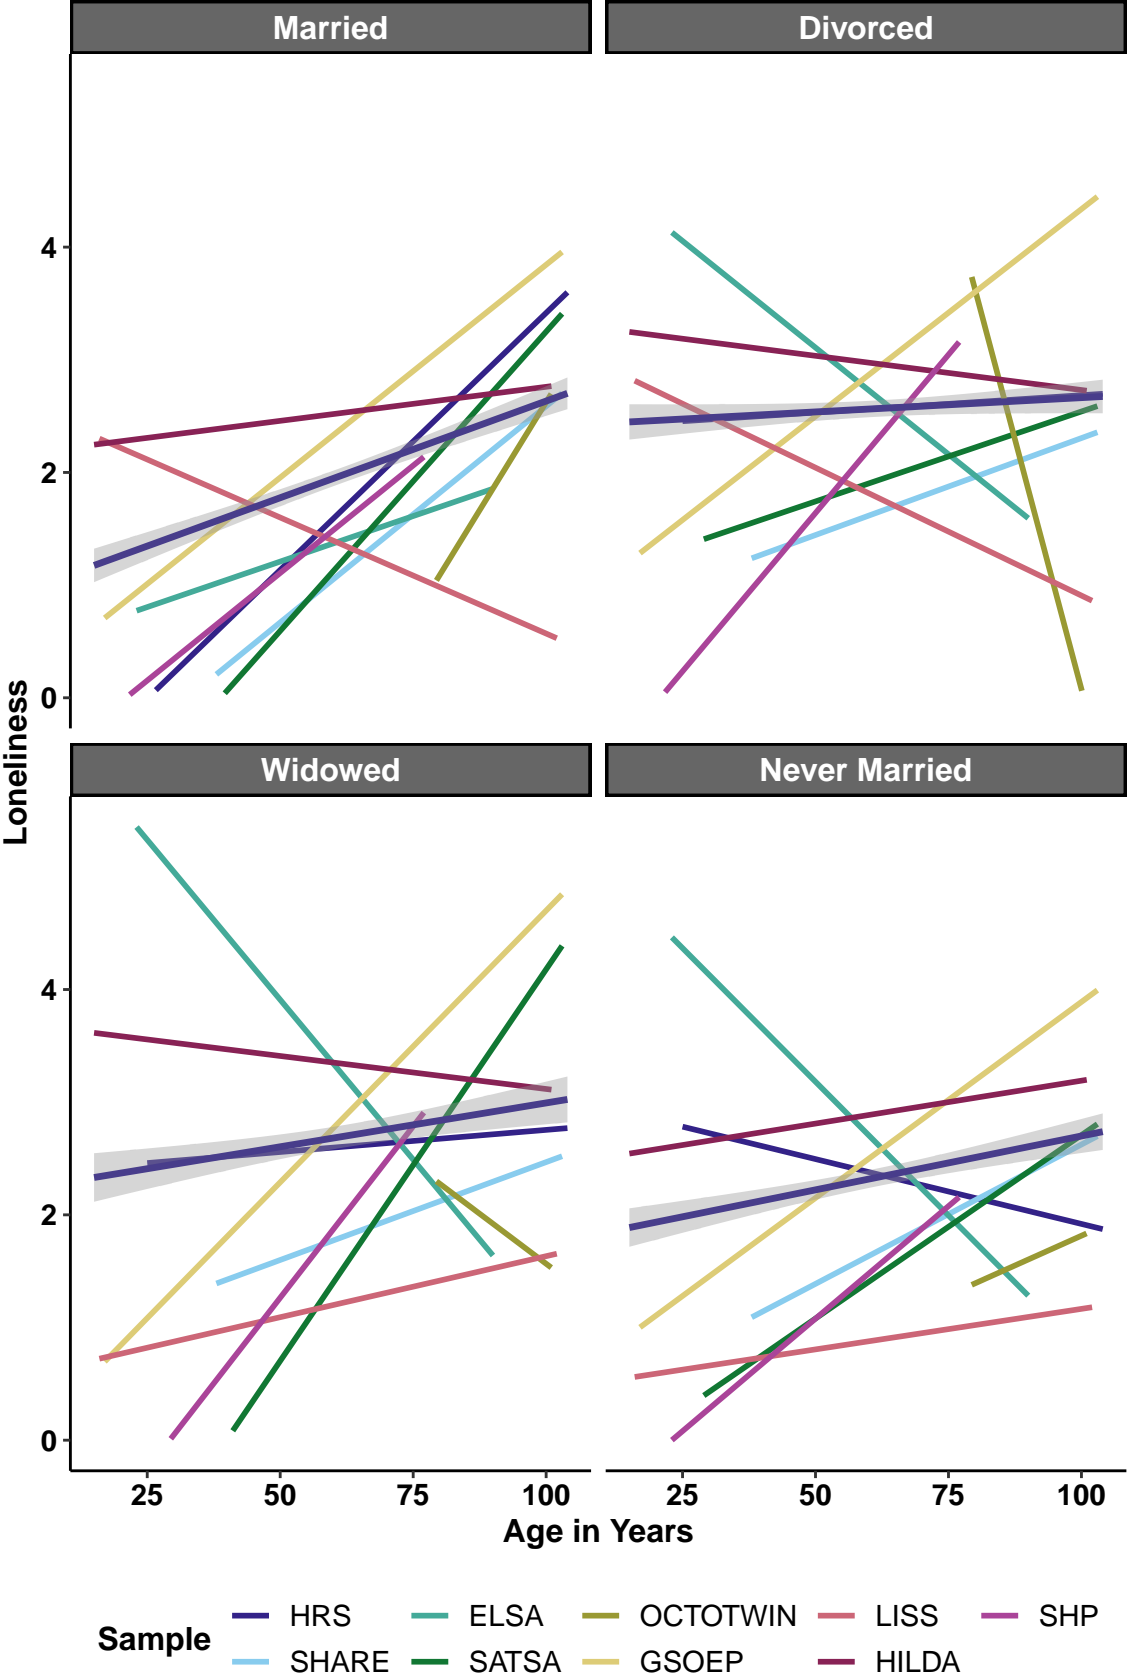 Married Divorced
4
2
0
Loneliness
Widowed Never Married
4
2
0
25 50 75 100 25 50 75 100
Age in Years
Sample
HRS ELSA OCTOTWIN LISS SHP
SHARE SATSA GSOEP HILDA